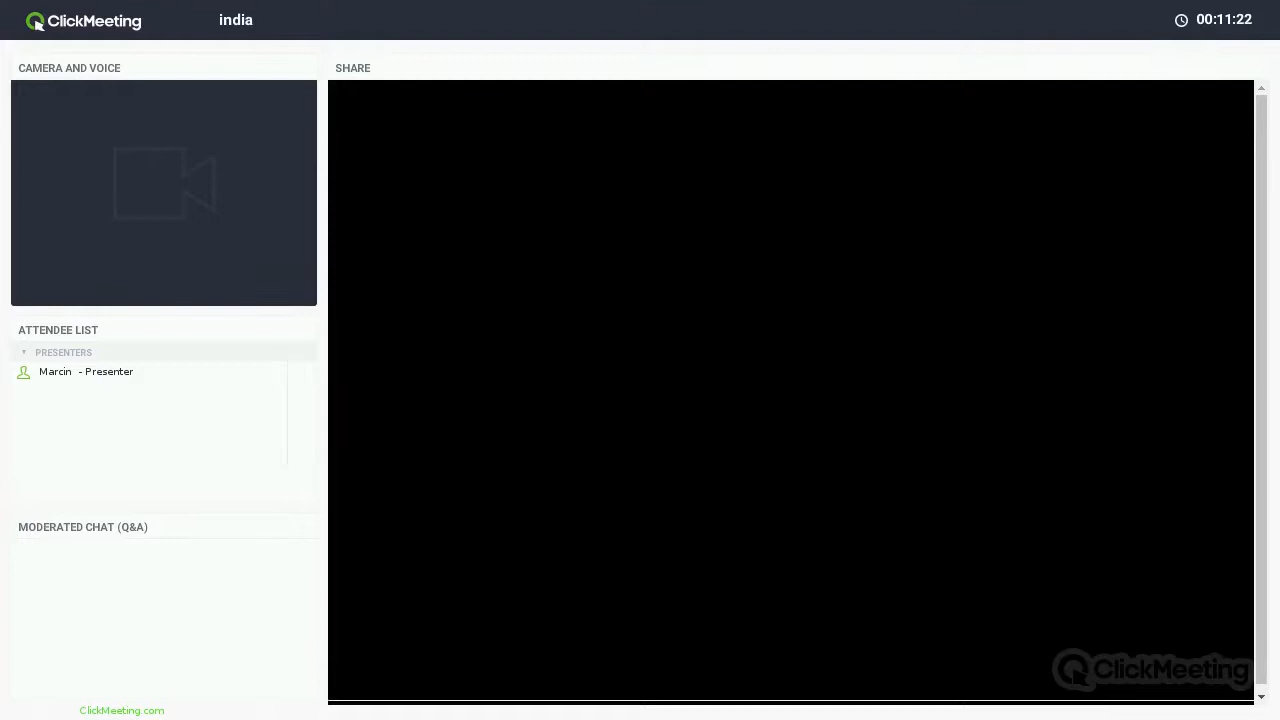 ClickMeeting
india
00:11:22
CAMERA AND VOICE
SHARE
ATTENDEE LIST
PRESENTERS
Marcin - Presenter
MODERATED CHAT (Q&A)
ClickMeeting
ClickMeeting.com